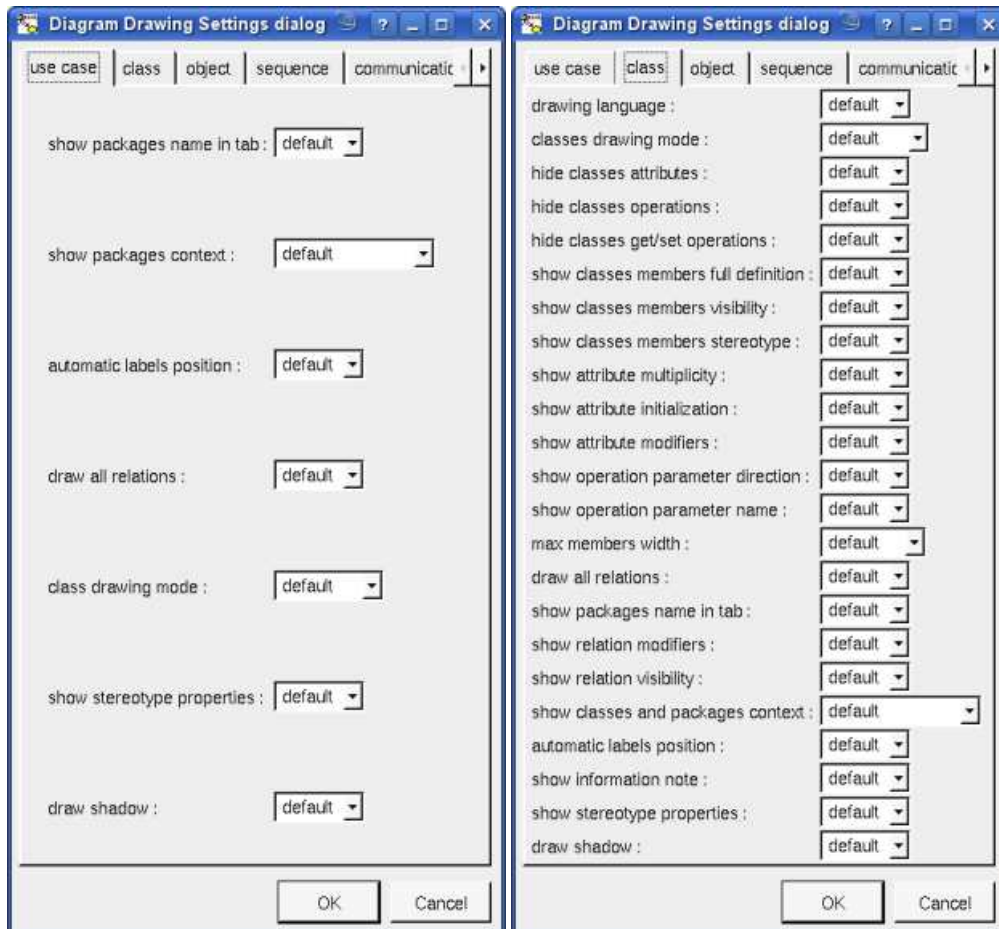 Diagram Drawing Settings dialog
use case class object sequence communicatic
show packages name in tab : default
show packages context : default
automatic labels position : default
draw all relations : default
class drawing mode : default
show stereotype properties : default
draw shadow : default
OK Cancel
Diagram Drawing Settings dialog
use case class object sequence communicatic
drawing language : default
classes drawing mode : default
hide classes attributes : default
hide classes operations : default
hide classes get/set operations : default
show classes members full definition : default
show classes members visibility : default
show classes members stereotype : default
show attribute multiplicity : default
show attribute initialization : default
show attribute modifiers : default
show operation parameter direction : default
show operation parameter name : default
max members width : default
draw all relations : default
show packages name in tab : default
show relation modifiers : default
show relation visibility : default
show classes and packages context : default
automatic labels position : default
show information note : default
show stereotype properties : default
draw shadow : default
OK Cancel